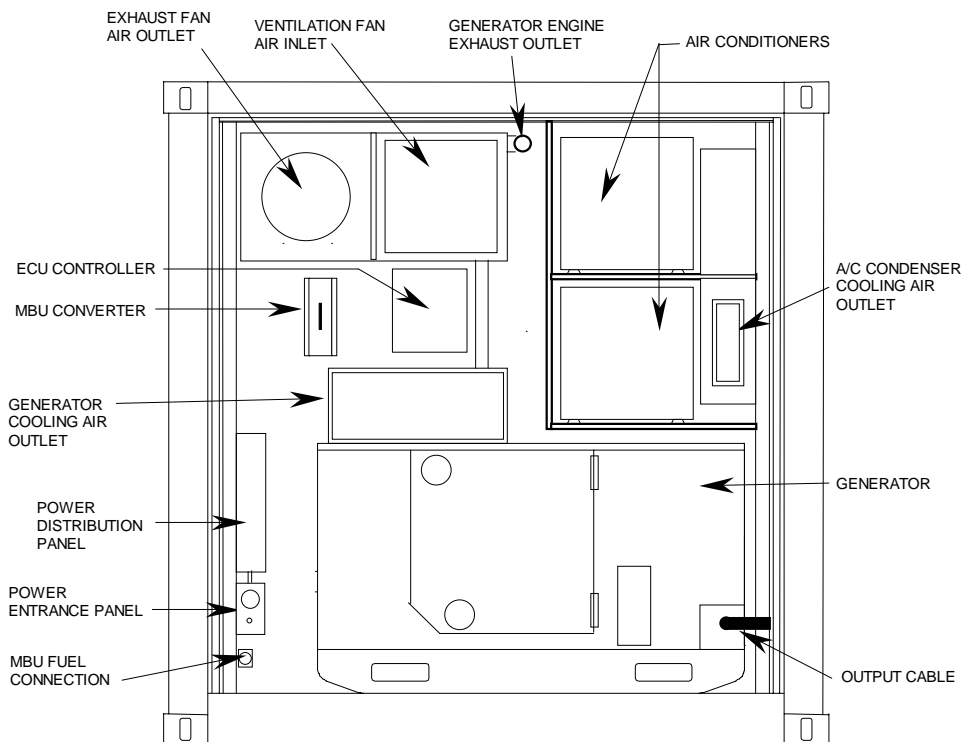 EXHAUST FAN
AIR OUTLET
VENTILATION FAN
AIR INLET
GENERATOR ENGINE
EXHAUST OUTLET
AIR CONDITIONERS
ECU CONTROLLER
MBU CONVERTER
A/C CONDENSER
COOLING AIR
OUTLET
GENERATOR
COOLING AIR
OUTLET
POWER
DISTRIBUTION
PANEL
GENERATOR
POWER
ENTRANCE PANEL
MBU FUEL
CONNECTION
OUTPUT CABLE